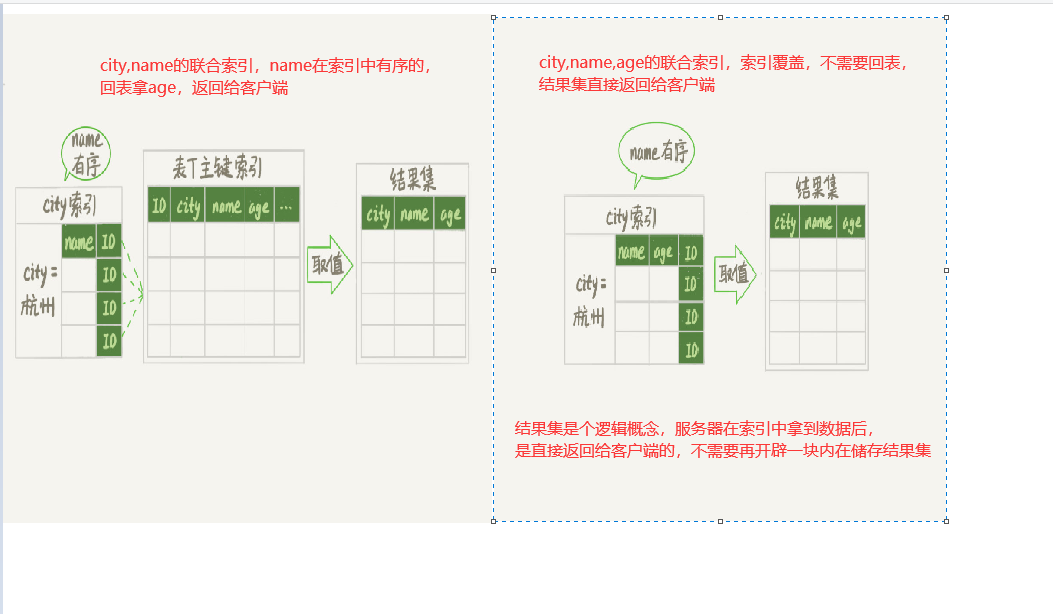 city,name的联合索引，name在索引中有序的，
回表拿age，返回给客户端
name
有序
city索引
name ID
city=
杭州
ID
ID
ID
表T主键索引
ID city name age ...
取值
结果集
city name age
city,name,age的联合索引，索引覆盖，不需要回表，
结果集直接返回给客户端
name有序
city索引
name age ID
city=
杭州
ID
ID
ID
取值
结果集
city name age
结果集是个逻辑概念，服务器在索引中拿到数据后，
是直接返回给客户端的，不需要再开辟一块内在储存结果集